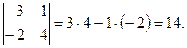 | 3 1 |
| −2 4 | = 3 · 4 − 1 · (−2) = 14.